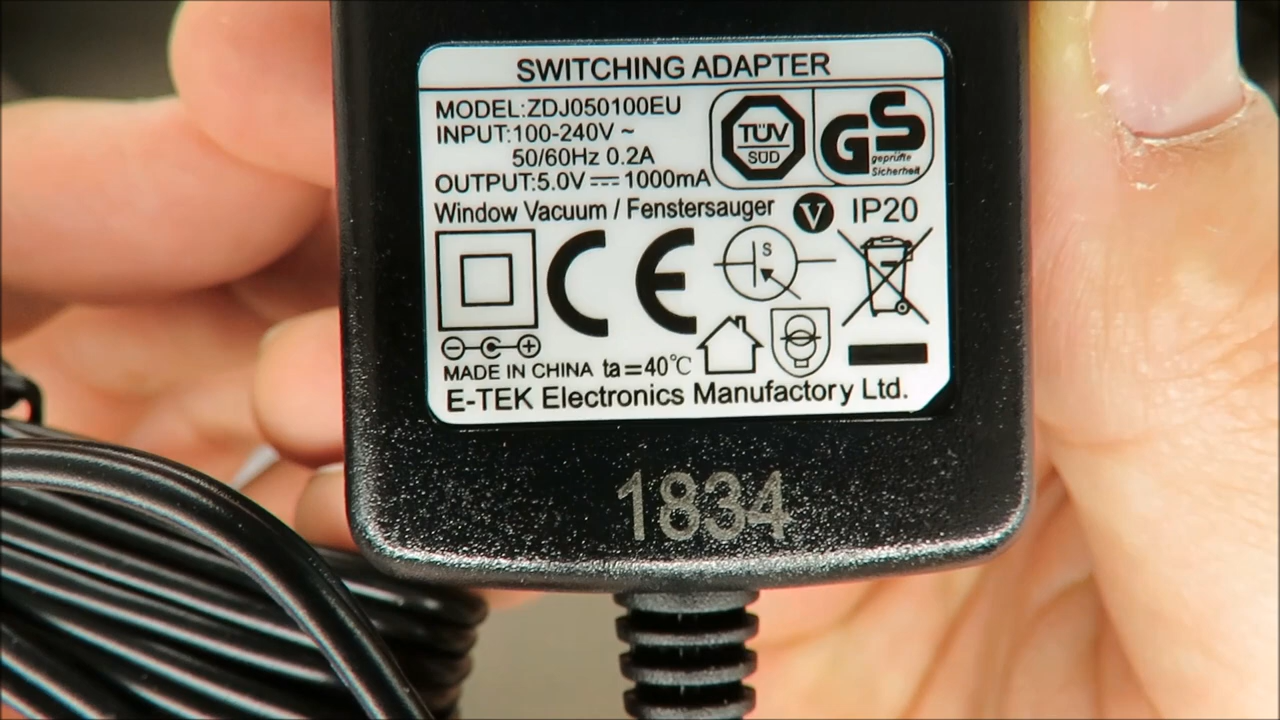 SWITCHING ADAPTER
MODEL:ZDJ050100EU
INPUT:100-240V ~
50/60Hz 0.2A
OUTPUT:5.0V ⎓ 1000mA
TÜV
SÜD
GS
geprüfte
Sicherheit
Window Vacuum / Fenstersauger
V
IP20
CE
S
MADE IN CHINA ta=40℃
E-TEK Electronics Manufactory Ltd.
1834